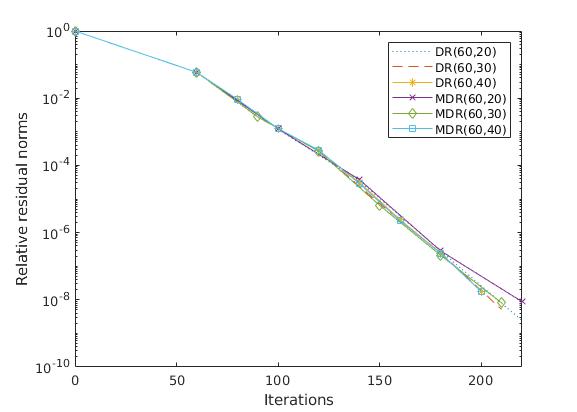 10^0
10^-2
10^-4
10^-6
10^-8
10^-10
Relative residual norms
0 50 100 150 200
Iterations
DR(60,20)
DR(60,30)
DR(60,40)
MDR(60,20)
MDR(60,30)
MDR(60,40)